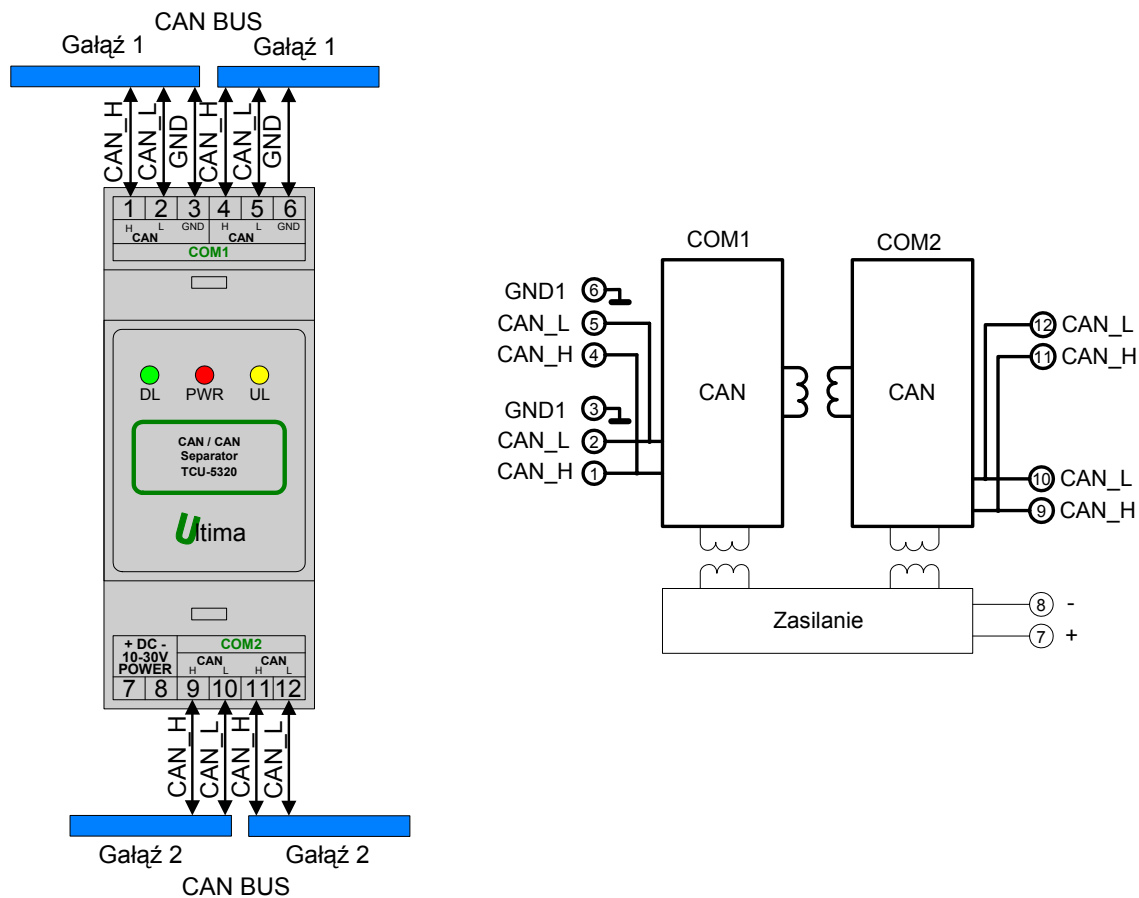 CAN BUS
Gałąź 1 Gałąź 1
CAN_H CAN_L GND CAN_H CAN_L GND
1 2 3 4 5 6
H L GND H L GND
CAN CAN
COM1
DL PWR UL
CAN / CAN
Separator
TCU-5320
Ultima
+ DC - COM2
10-30V CAN CAN
POWER H L H L
7 8 9 10 11 12
CAN_H CAN_L CAN_H CAN_L
Gałąź 2 Gałąź 2
CAN BUS
COM1 COM2
GND1 6
CAN_L 5 12 CAN_L
CAN_H 4 11 CAN_H
CAN CAN
GND1 3
CAN_L 2
CAN_H 1 10 CAN_L
9 CAN_H
8 -
Zasilanie
7 +